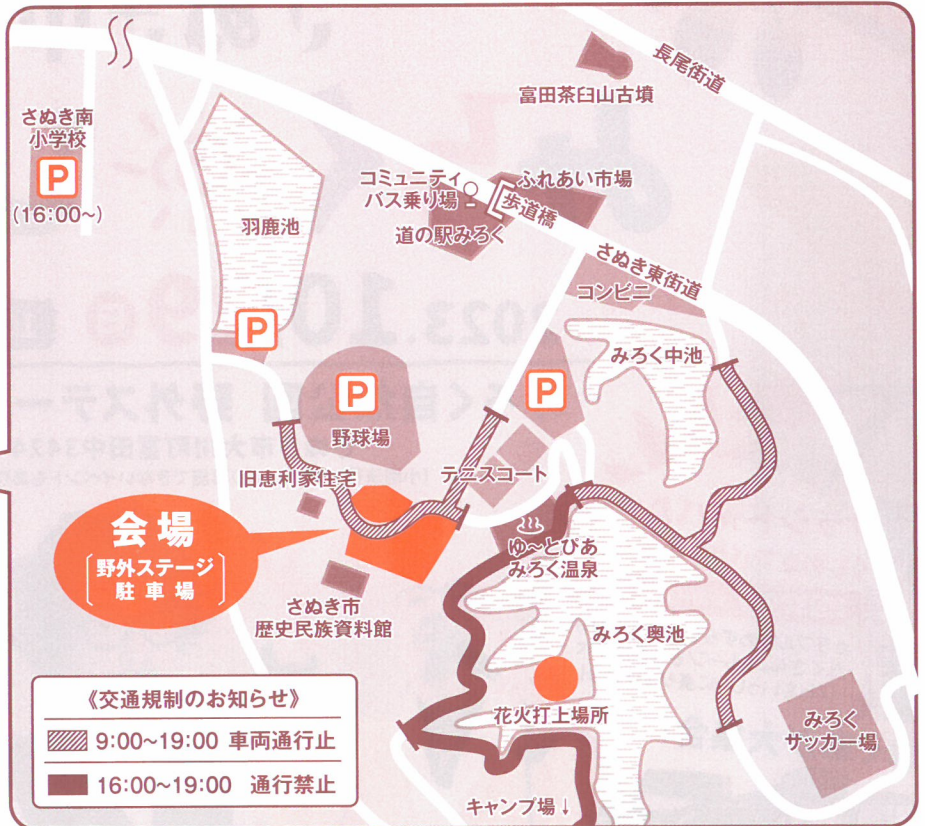 長尾街道
富田茶臼山古墳
さぬき南
小学校
P
(16:00~)
コミュニティ
バス乗り場
ふれあい市場
歩道橋
道の駅みろく
羽鹿池
さぬき東街道
コンビニ
P
みろく中池
P
野球場
P
旧恵利家住宅
テニスコート
会場
野外ステージ
駐車場
ゆ〜とぴあ
みろく温泉
さぬき市
歴史民族資料館
みろく奥池
花火打上場所
みろく
サッカー場
《交通規制のお知らせ》
9:00~19:00 車両通行止
16:00~19:00 通行禁止
キャンプ場↓